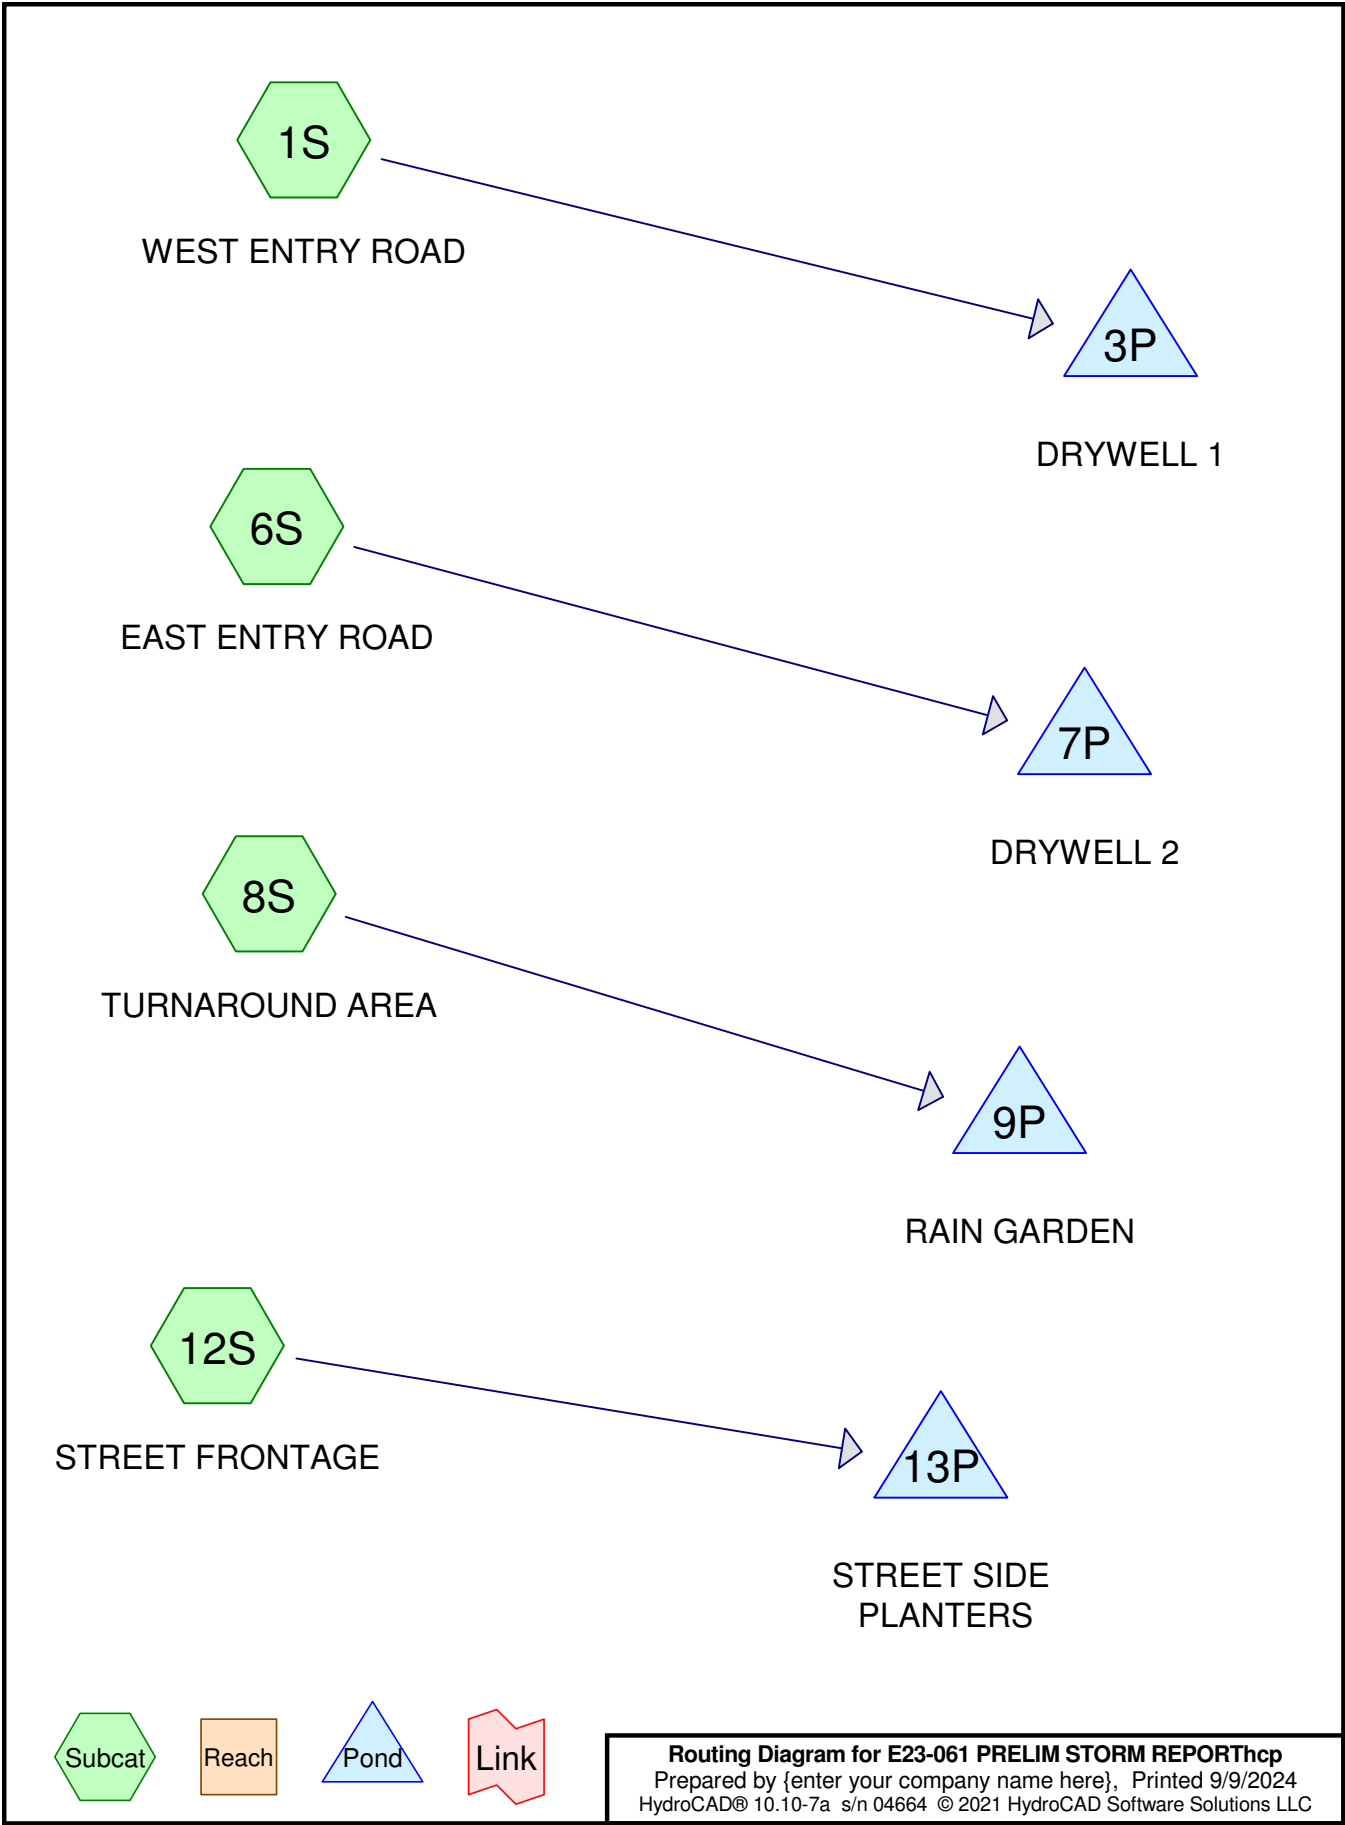 1S
WEST ENTRY ROAD
3P
DRYWELL 1
6S
EAST ENTRY ROAD
7P
DRYWELL 2
8S
TURNAROUND AREA
9P
RAIN GARDEN
12S
STREET FRONTAGE
13P
STREET SIDE
PLANTERS
Subcat
Reach
Pond
Link
Routing Diagram for E23-061 PRELIM STORM REPORThcp
Prepared by {enter your company name here}, Printed 9/9/2024
HydroCAD® 10.10-7a s/n 04664 © 2021 HydroCAD Software Solutions LLC